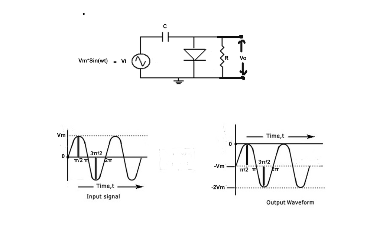 C
Vm*Sin(wt) = Vi
R
Vo
Vm
0
π/2 π
3π/2
2π
Time,t
Input signal
Time,t
0
-Vm
-2Vm
π/2 π
3π/2
2π
Output Waveform